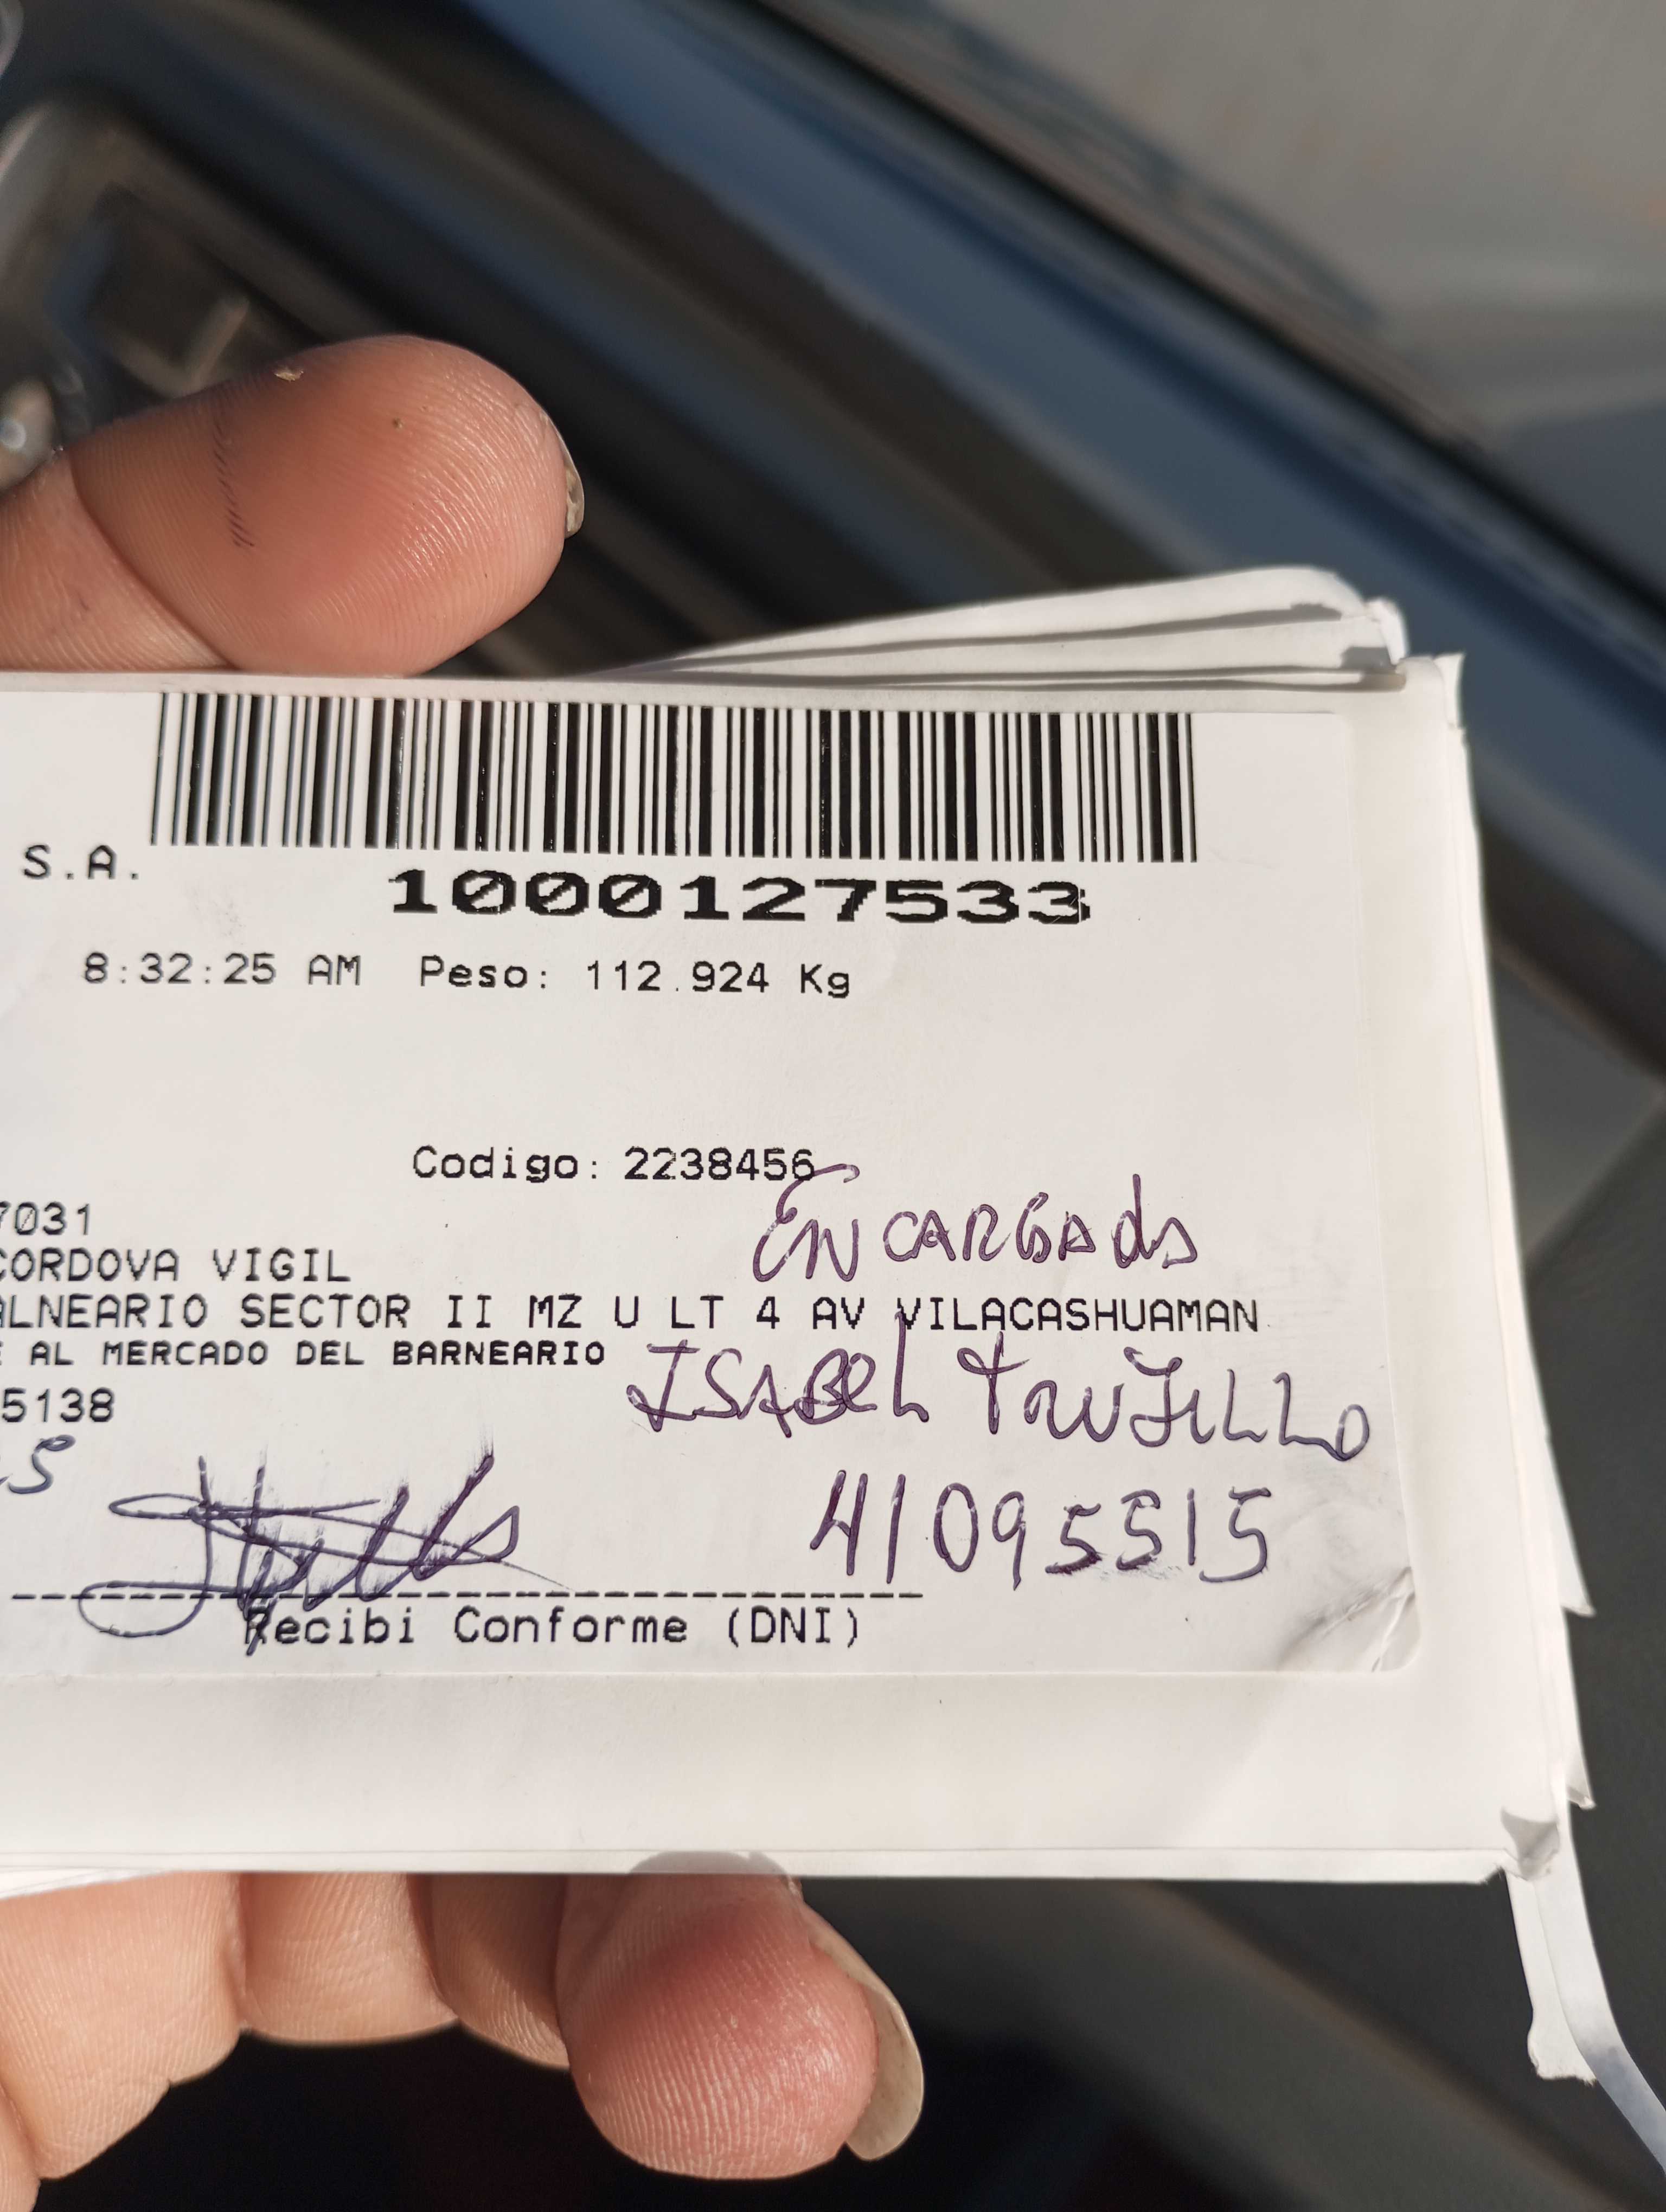 S.A.
1000127533
8:32:25 AM Peso: 112.924 Kg
Codigo: 2238456
7031
ENCARGADA
CORDOVA VIGIL
ALNEARIO SECTOR II MZ U LT 4 AV VILACASHUAMAN
AL MERCADO DEL BARNEARIO
ISABEL TRUJILLO
5138
41095515
Recibi Conforme (DNI)